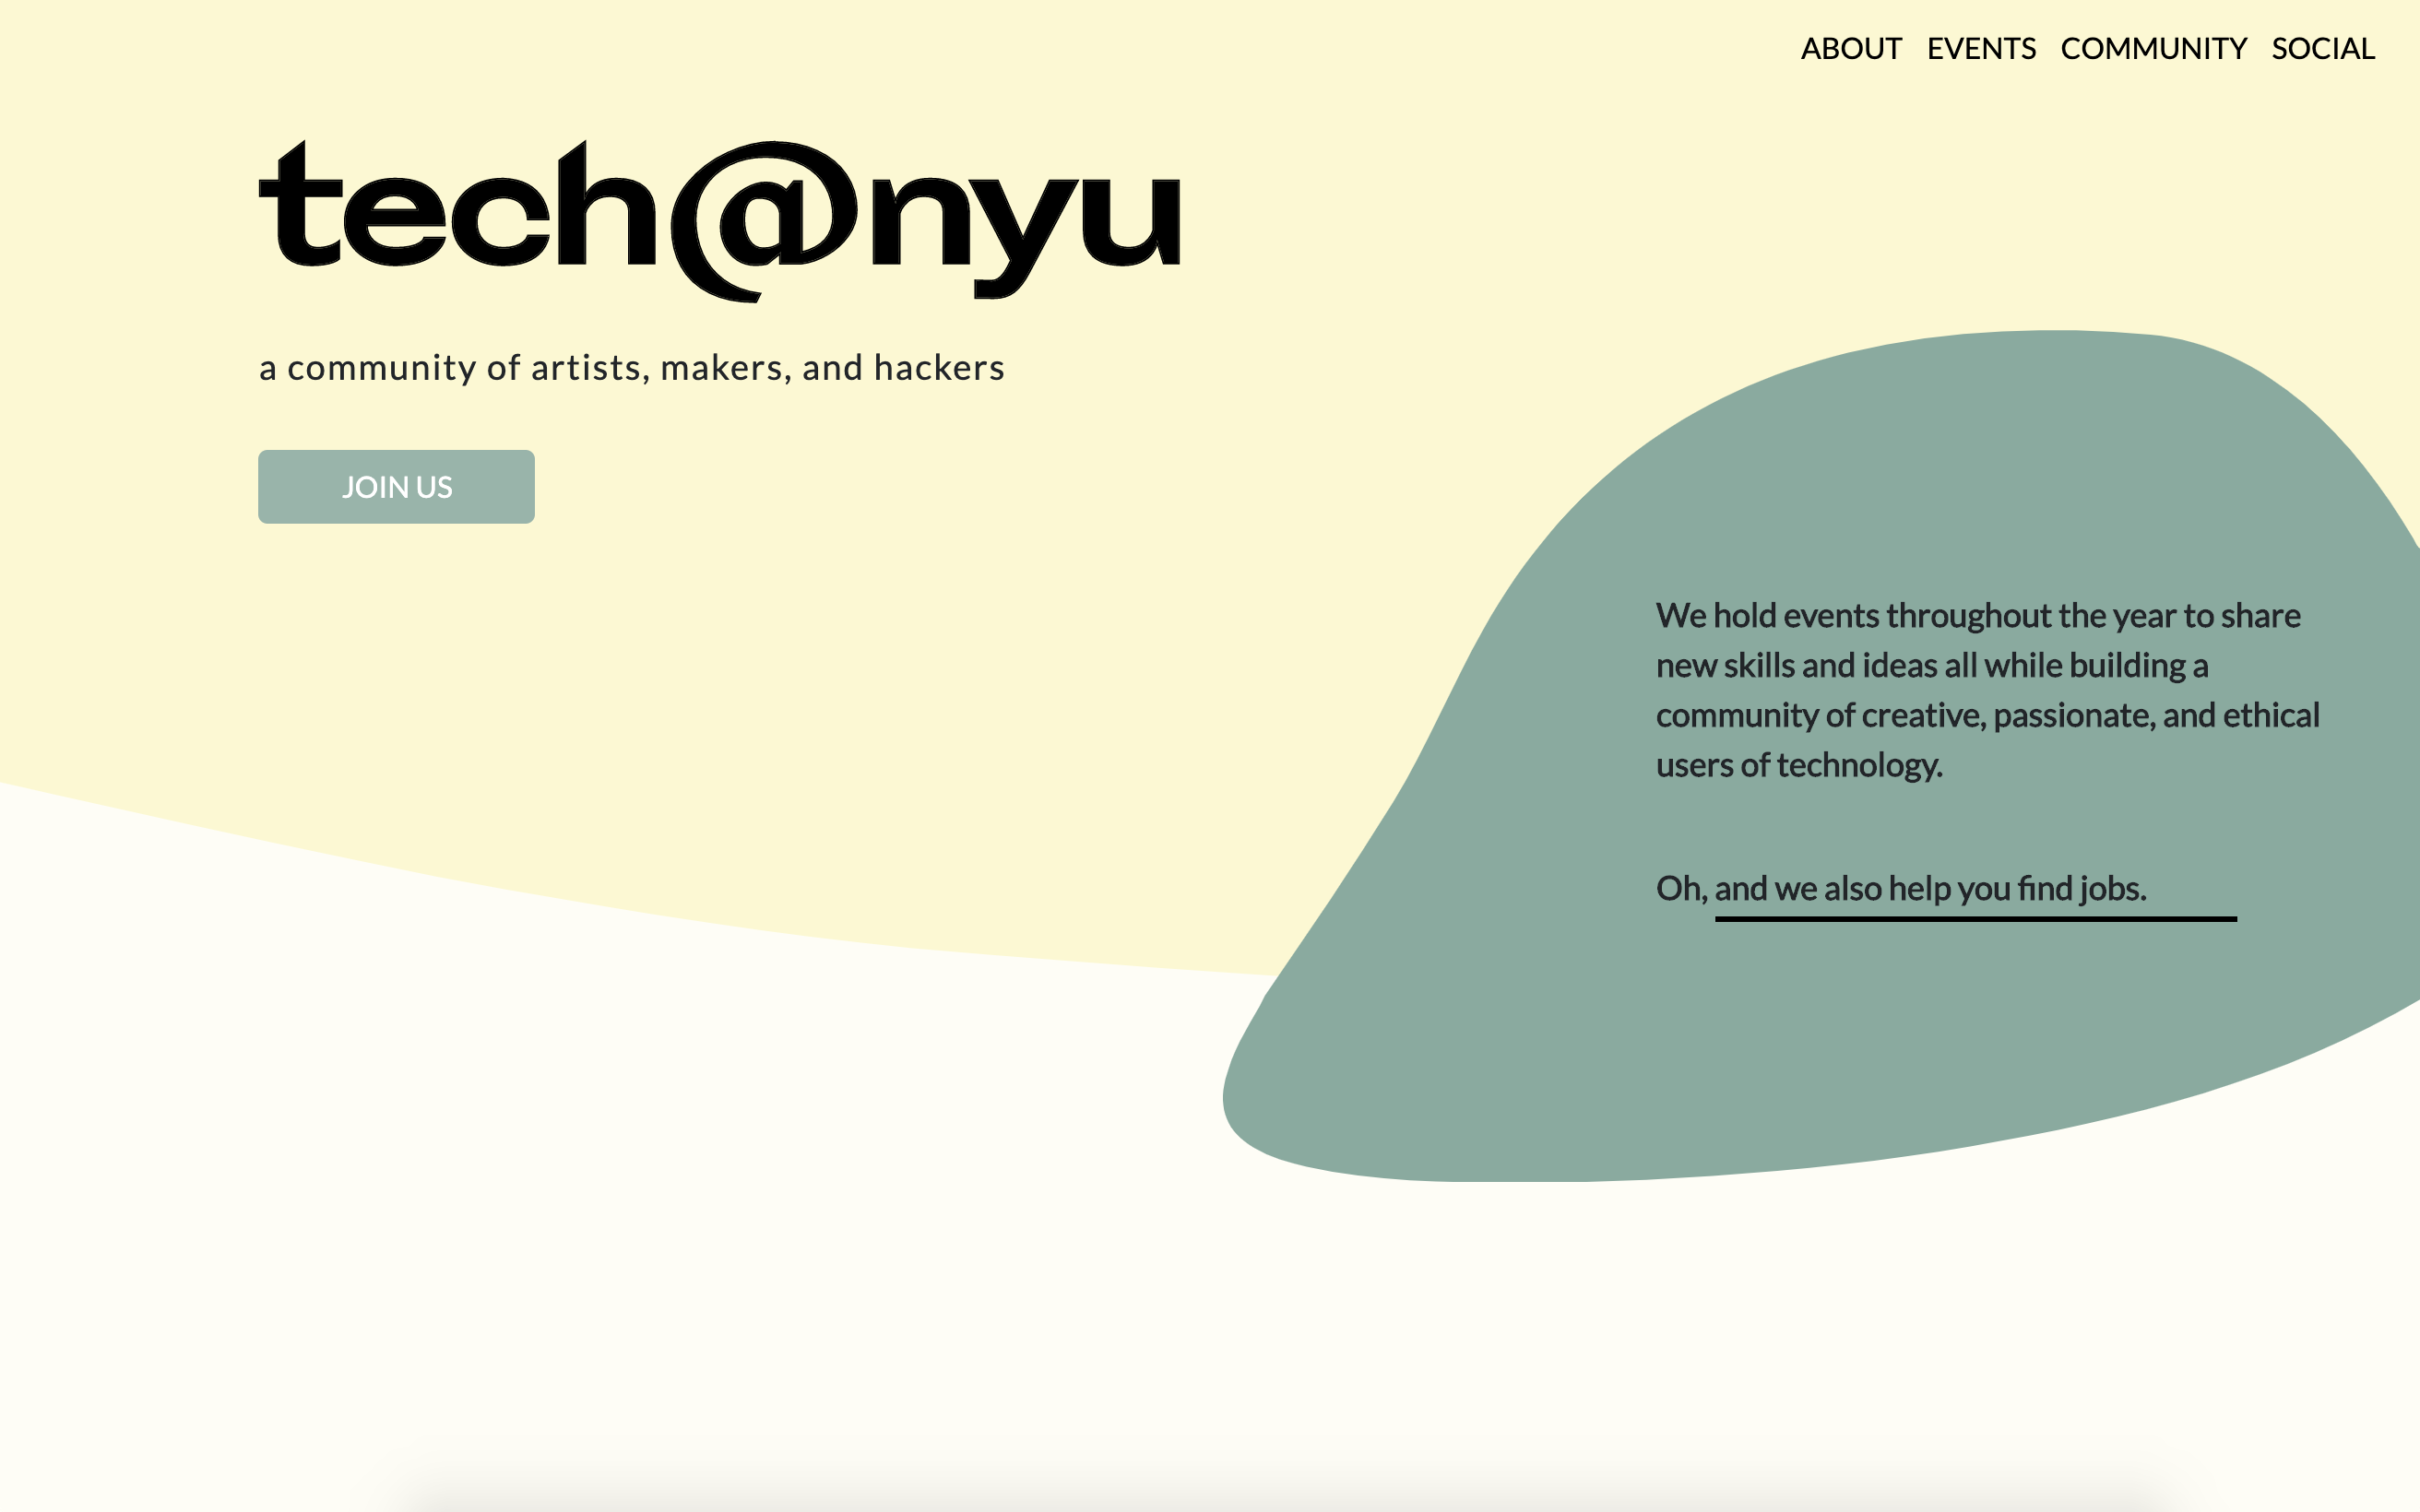 ABOUT EVENTS COMMUNITY SOCIAL
tech@nyu
a community of artists, makers, and hackers
JOIN US
We hold events throughout the year to share
new skills and ideas all while building a
community of creative, passionate, and ethical
users of technology.
Oh, and we also help you find jobs.